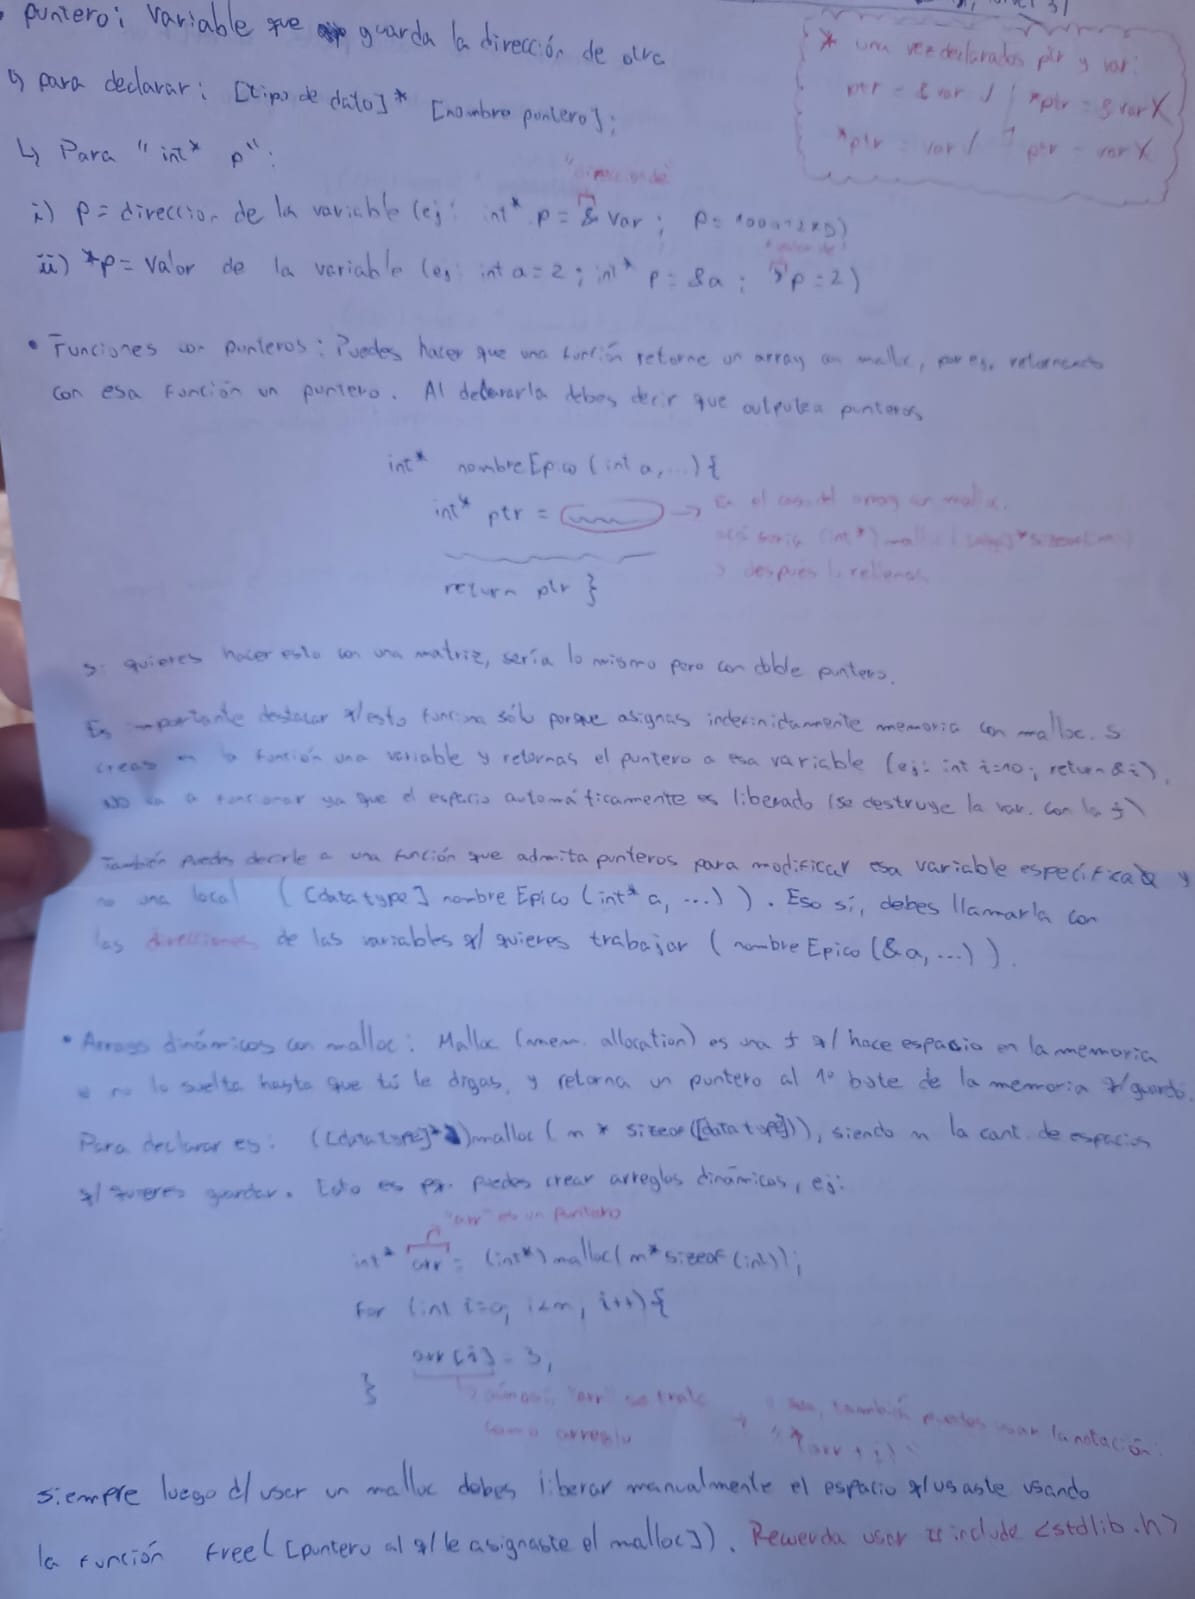 • puntero: Variable que guarda la dirección de otra
↳ para declarar: [tipo de dato]* [nombre puntero];
* una vez declarados ptr y var:
ptr = &var ✓ | *ptr = &var X
*ptr = var ✓ | ptr = var X
↳ Para "int* p":
"dirección de"
i) p = direccion de la variable (ej: int* p = & var; p=
"valor de"
ii) *p = valor de la variable (ej: int a = 2; int* p = &a; *p = 2)
• Funciones con punteros: Puedes hacer que una función retorne un array con malloc, por ej. retornando
con esa función un puntero. Al declararla debes decir que outputea punteros
int* nombreEpico (int a, ...) {
int* ptr = → En el caso del array con malloc,
acá sería (int*) malloc( *sizeof(int))
y después lo rellenas
return ptr }
Si quieres hacer esto con una matriz, sería lo mismo pero con doble puntero.
Es importante destacar q/esto funciona sólo porque asignas indefinidamente memoria con malloc. Si
creas en la función una variable y retornas el puntero a esa variable (ej: int i=10; return &i),
NO va a funcionar ya que el espacio automáticamente es liberado (se destruye la var. con la f)
También puedes decirle a una función que admita punteros para modificar esa variable específica y
no una local ([data type] nombreEpico (int* a, ...)). Eso sí, debes llamarla con
las direcciones de las variables q/ quieres trabajar (nombreEpico (&a, ...)).
• Arrays dinámicos con malloc: Malloc (mem. allocation) es una f q/ hace espacio en la memoria
y no lo suelta hasta que tú le digas, y retorna un puntero al 1º byte de la memoria q/guardó.
Para declarar es: ([data type]*)malloc(m * sizeof([data type])), siendo m la cant. de espacios
q/ quieres guardar. Esto es pq. puedes crear arreglos dinámicos, ej:
"arr" es un puntero
int* arr = (int*) malloc(m*sizeof(int));
for (int i=0; i<m; i++){
arr[i] = 3;
}
"arr" se trata
como arreglo
→ también puedes usar la notación:
"*(arr + i)"
siempre luego d/ usar un malloc debes liberar manualmente el espacio q/usaste usando
la función free([puntero al q/ le asignaste el malloc]). Recuerda usar #include <stdlib.h>